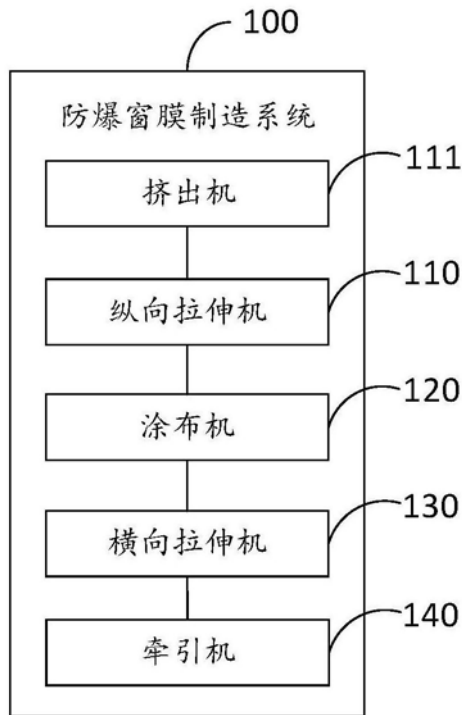 100
防爆窗膜制造系统
111
挤出机
110
纵向拉伸机
120
涂布机
130
横向拉伸机
140
牵引机